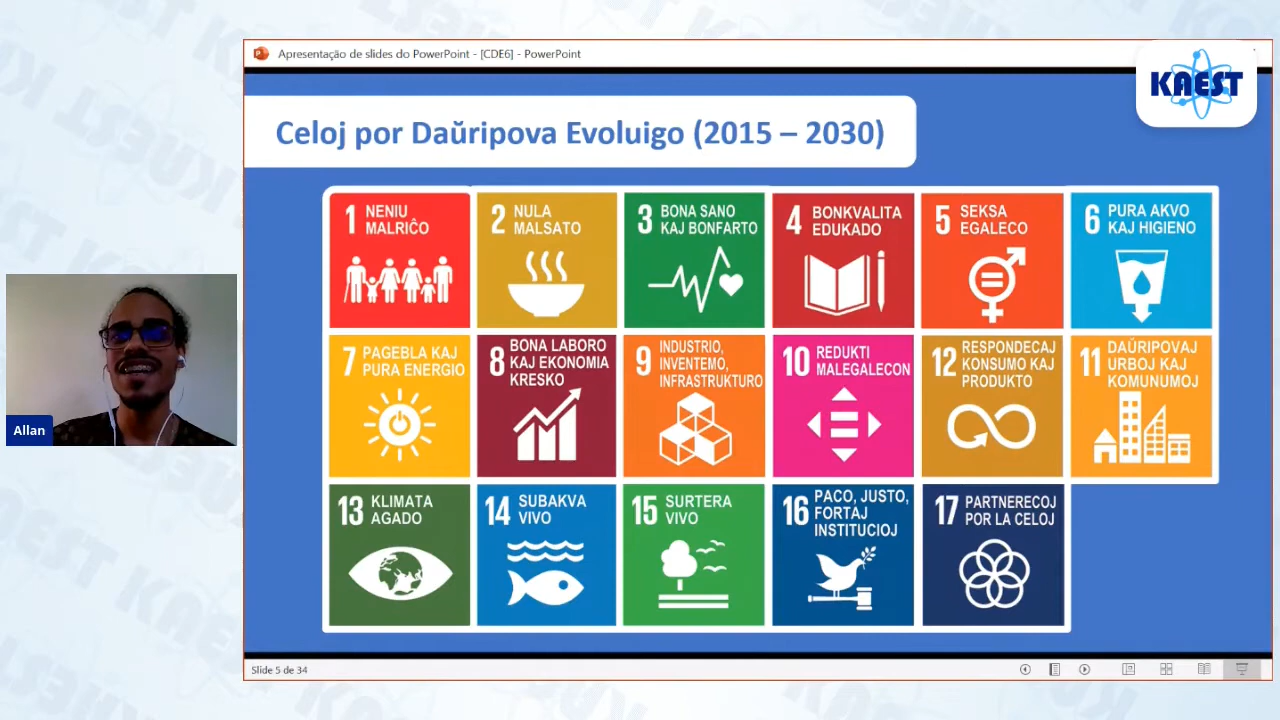 Apresentação de slides do PowerPoint - [CDE6] - PowerPoint
KAEST
Celoj por Daŭripova Evoluigo (2015 – 2030)
1 NENIU
MALRIĈO
2 NULA
MALSATO
3 BONA SANO
KAJ BONFARTO
4 BONKVALITA
EDUKADO
5 SEKSA
EGALECO
6 PURA AKVO
KAJ HIGIENO
7 PAGEBLA KAJ
PURA ENERGIO
8 BONA LABORO
KAJ EKONOMIA
KRESKO
9 INDUSTRIO,
INVENTEMO,
INFRASTRUKTURO
10 REDUKTI
MALEGALECON
12 RESPONDECAJ
KONSUMO KAJ
PRODUKTO
11 DAŬRIPOVAJ
URBOJ KAJ
KOMUNUMOJ
13 KLIMATA
AGADO
14 SUBAKVA
VIVO
15 SURTERA
VIVO
16 PACO, JUSTO,
FORTAJ
INSTITUCIOJ
17 PARTNERECOJ
POR LA CELOJ
Allan
Slide 5 de 34